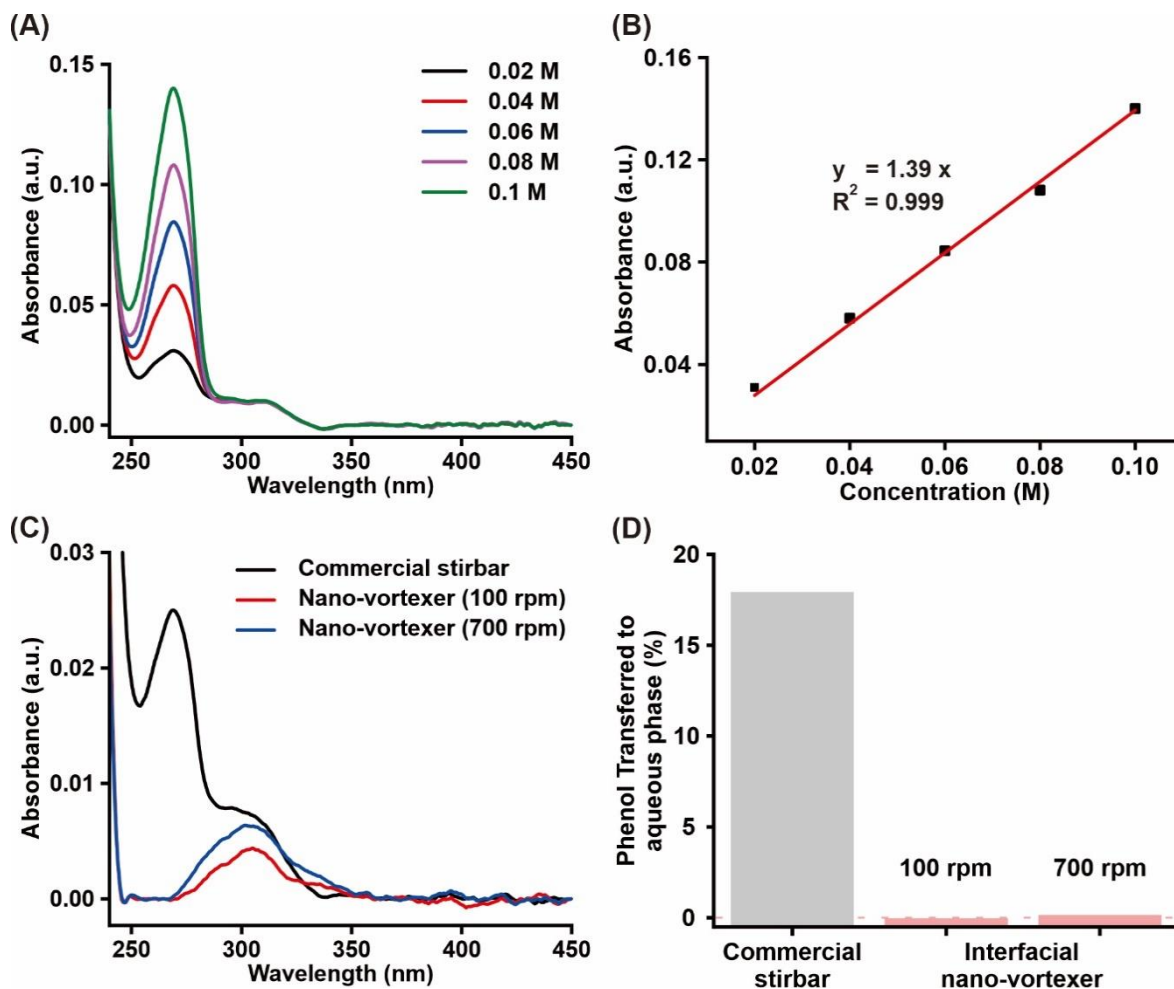 (A)
0.15
0.10
0.05
0.00
Absorbance (a.u.)
0.02 M
0.04 M
0.06 M
0.08 M
0.1 M
250
300
350
400
450
Wavelength (nm)
(B)
0.16
0.12
0.08
0.04
Absorbance (a.u.)
y = 1.39 x
R² = 0.999
0.02
0.04
0.06
0.08
0.10
Concentration (M)
(C)
0.03
0.02
0.01
0.00
Absorbance (a.u.)
Commercial stirbar
Nano-vortexer (100 rpm)
Nano-vortexer (700 rpm)
250
300
350
400
450
Wavelength (nm)
(D)
20
15
10
5
0
Phenol Transferred to
aqueous phase (%)
100 rpm
700 rpm
Commercial
stirbar
Interfacial
nano-vortexer